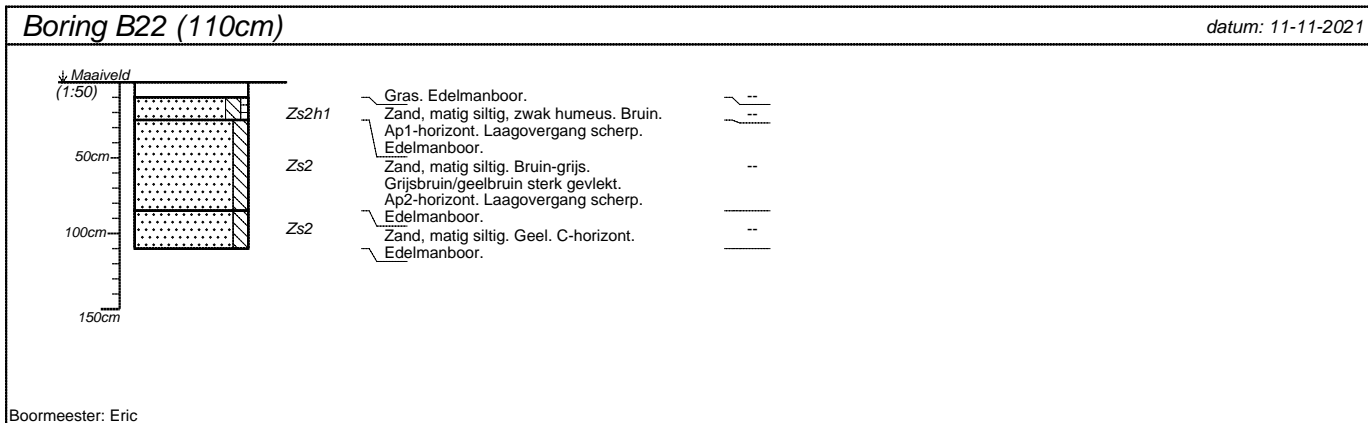 Boring B22 (110cm)
datum: 11-11-2021
Maaiveld
(1:50)
Gras. Edelmanboor.
--
Zs2h1
Zand, matig siltig, zwak humeus. Bruin.
--
Ap1-horizont. Laagovergang scherp.
Edelmanboor.
50cm
Zs2
Zand, matig siltig. Bruin-grijs.
--
Grijsbruin/geelbruin sterk gevlekt.
Ap2-horizont. Laagovergang scherp.
Edelmanboor.
100cm
Zs2
Zand, matig siltig. Geel. C-horizont.
--
Edelmanboor.
150cm
Boormeester: Eric